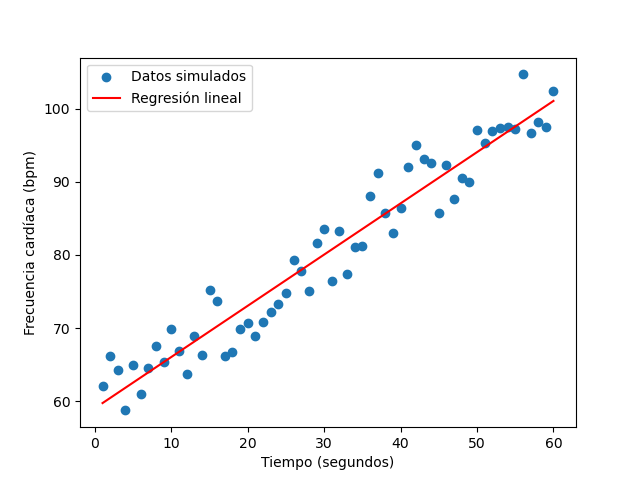 Datos simulados
Regresión lineal
100
90
80
70
60
0 10 20 30 40 50 60
Frecuencia cardíaca (bpm)
Tiempo (segundos)